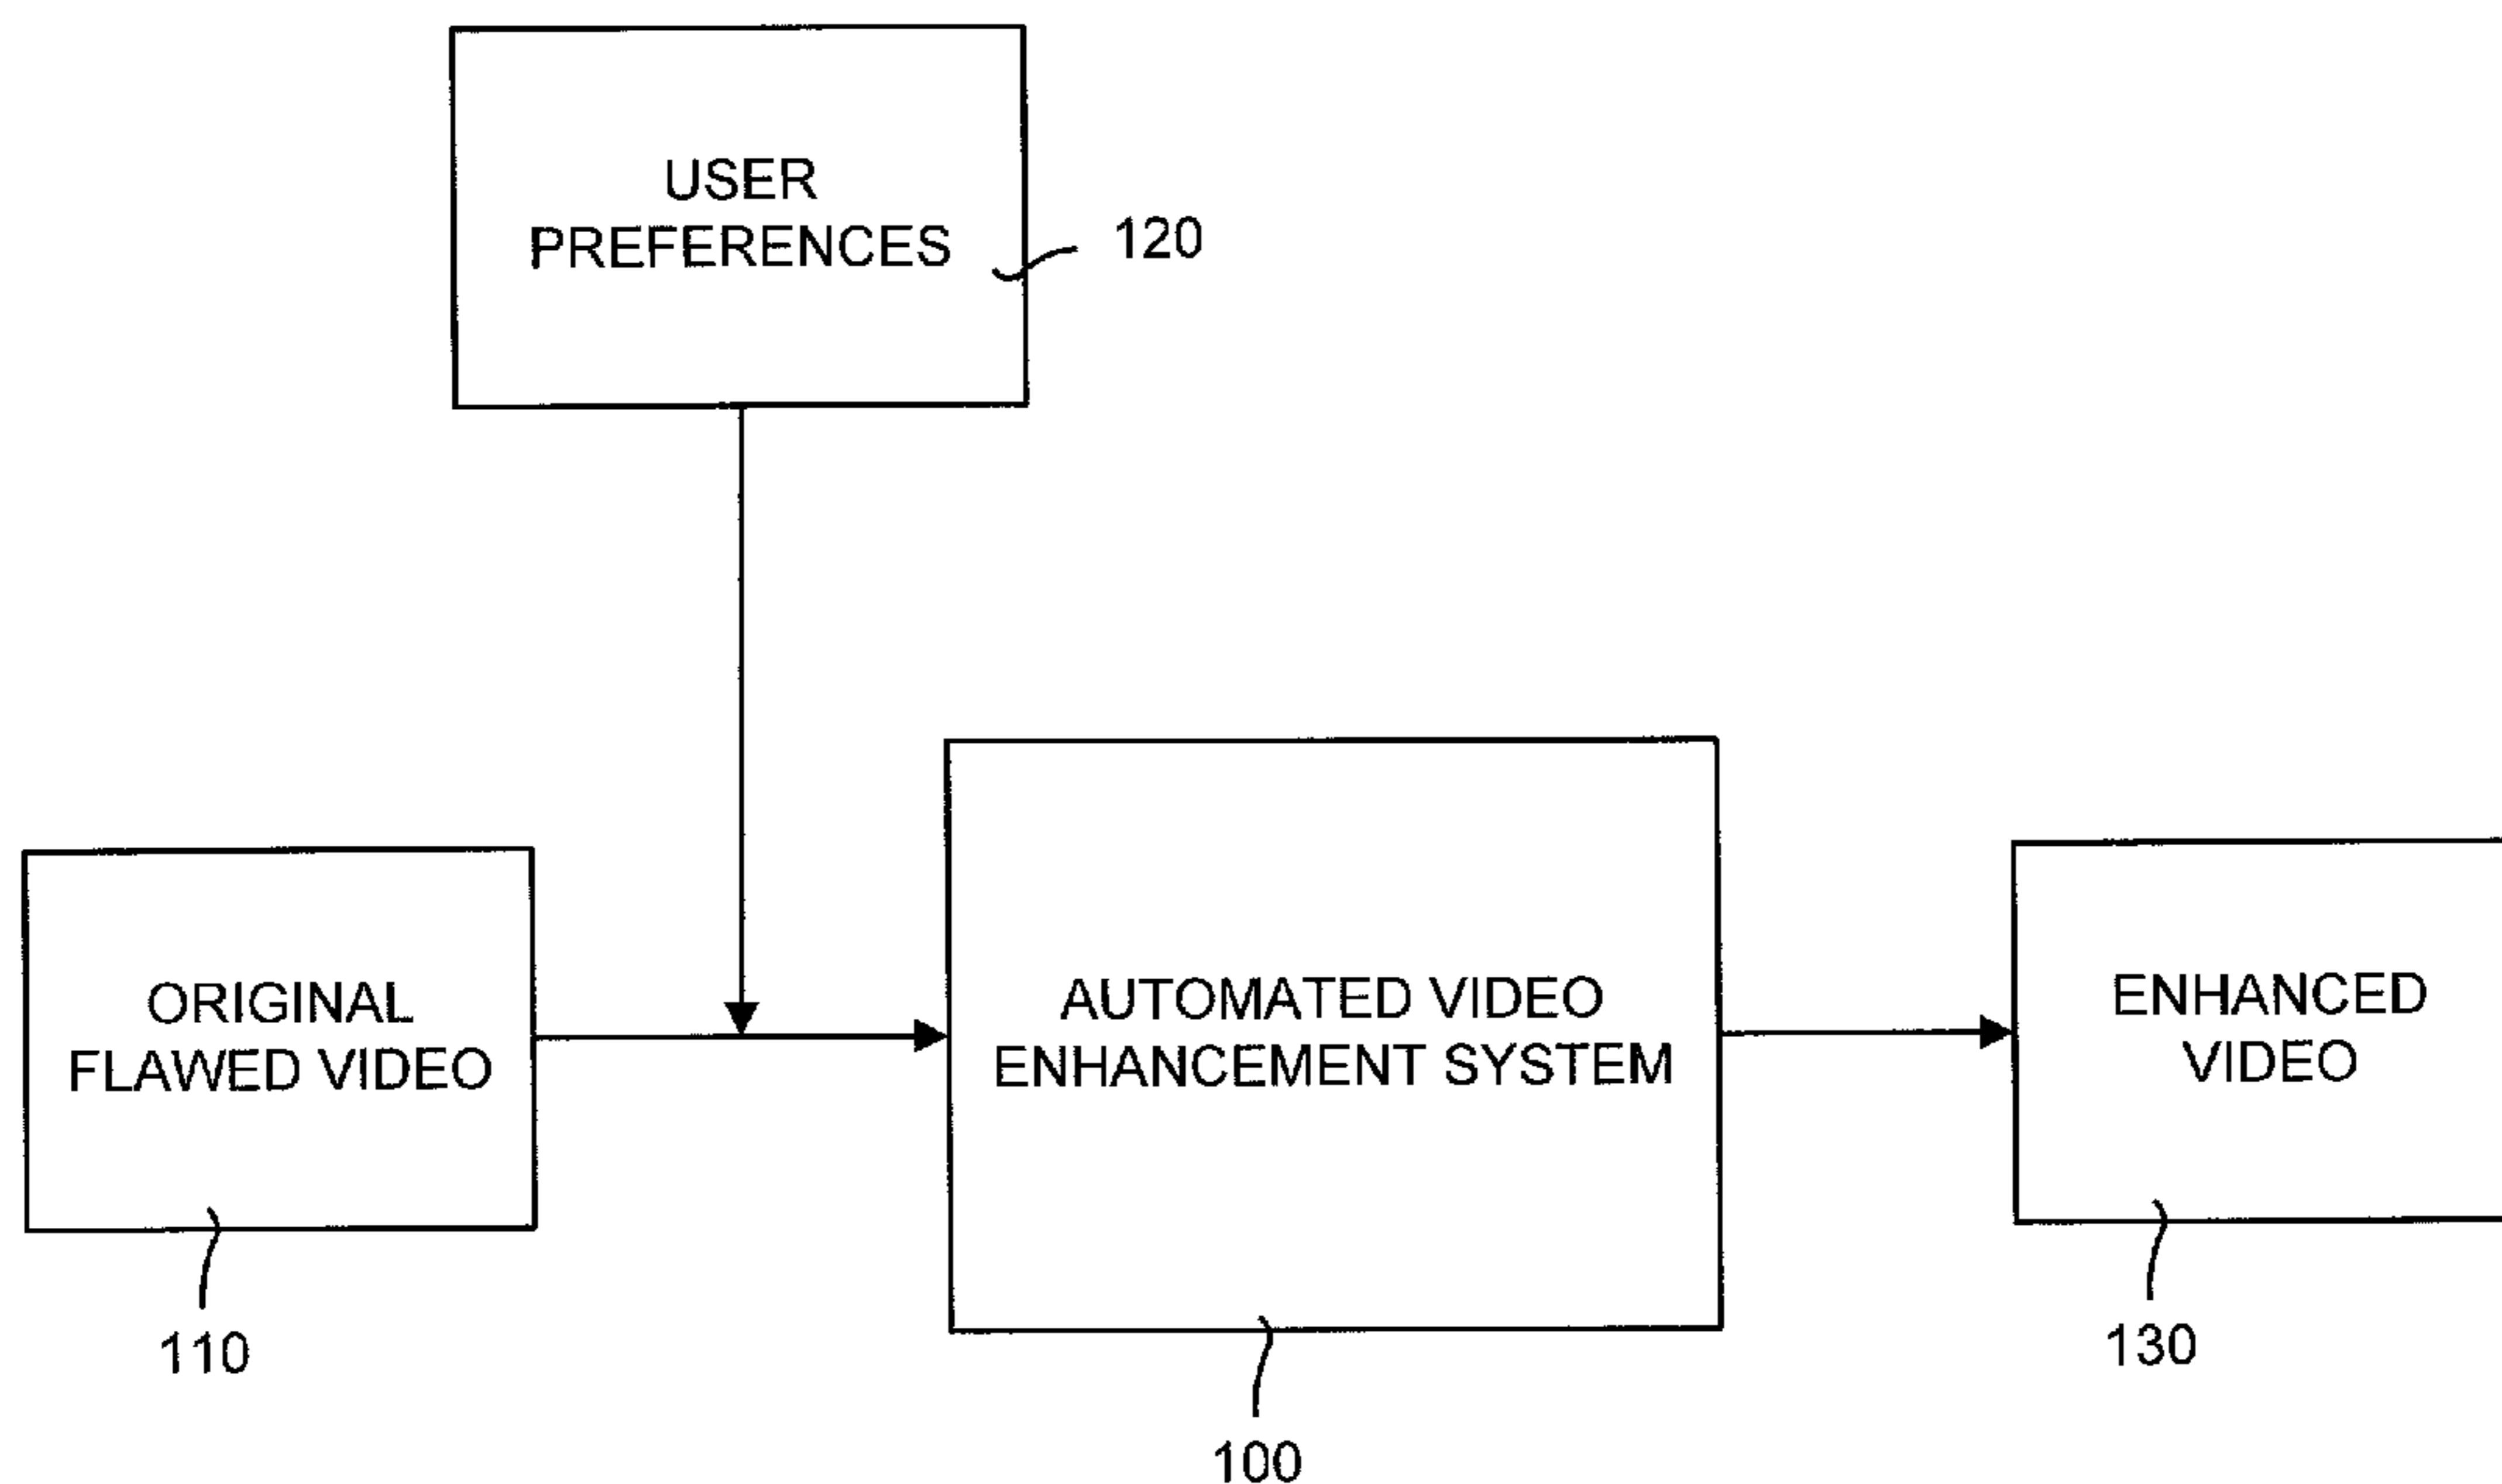 USER
PREFERENCES
120
ORIGINAL
FLAWED VIDEO
110
AUTOMATED VIDEO
ENHANCEMENT SYSTEM
100
ENHANCED
VIDEO
130